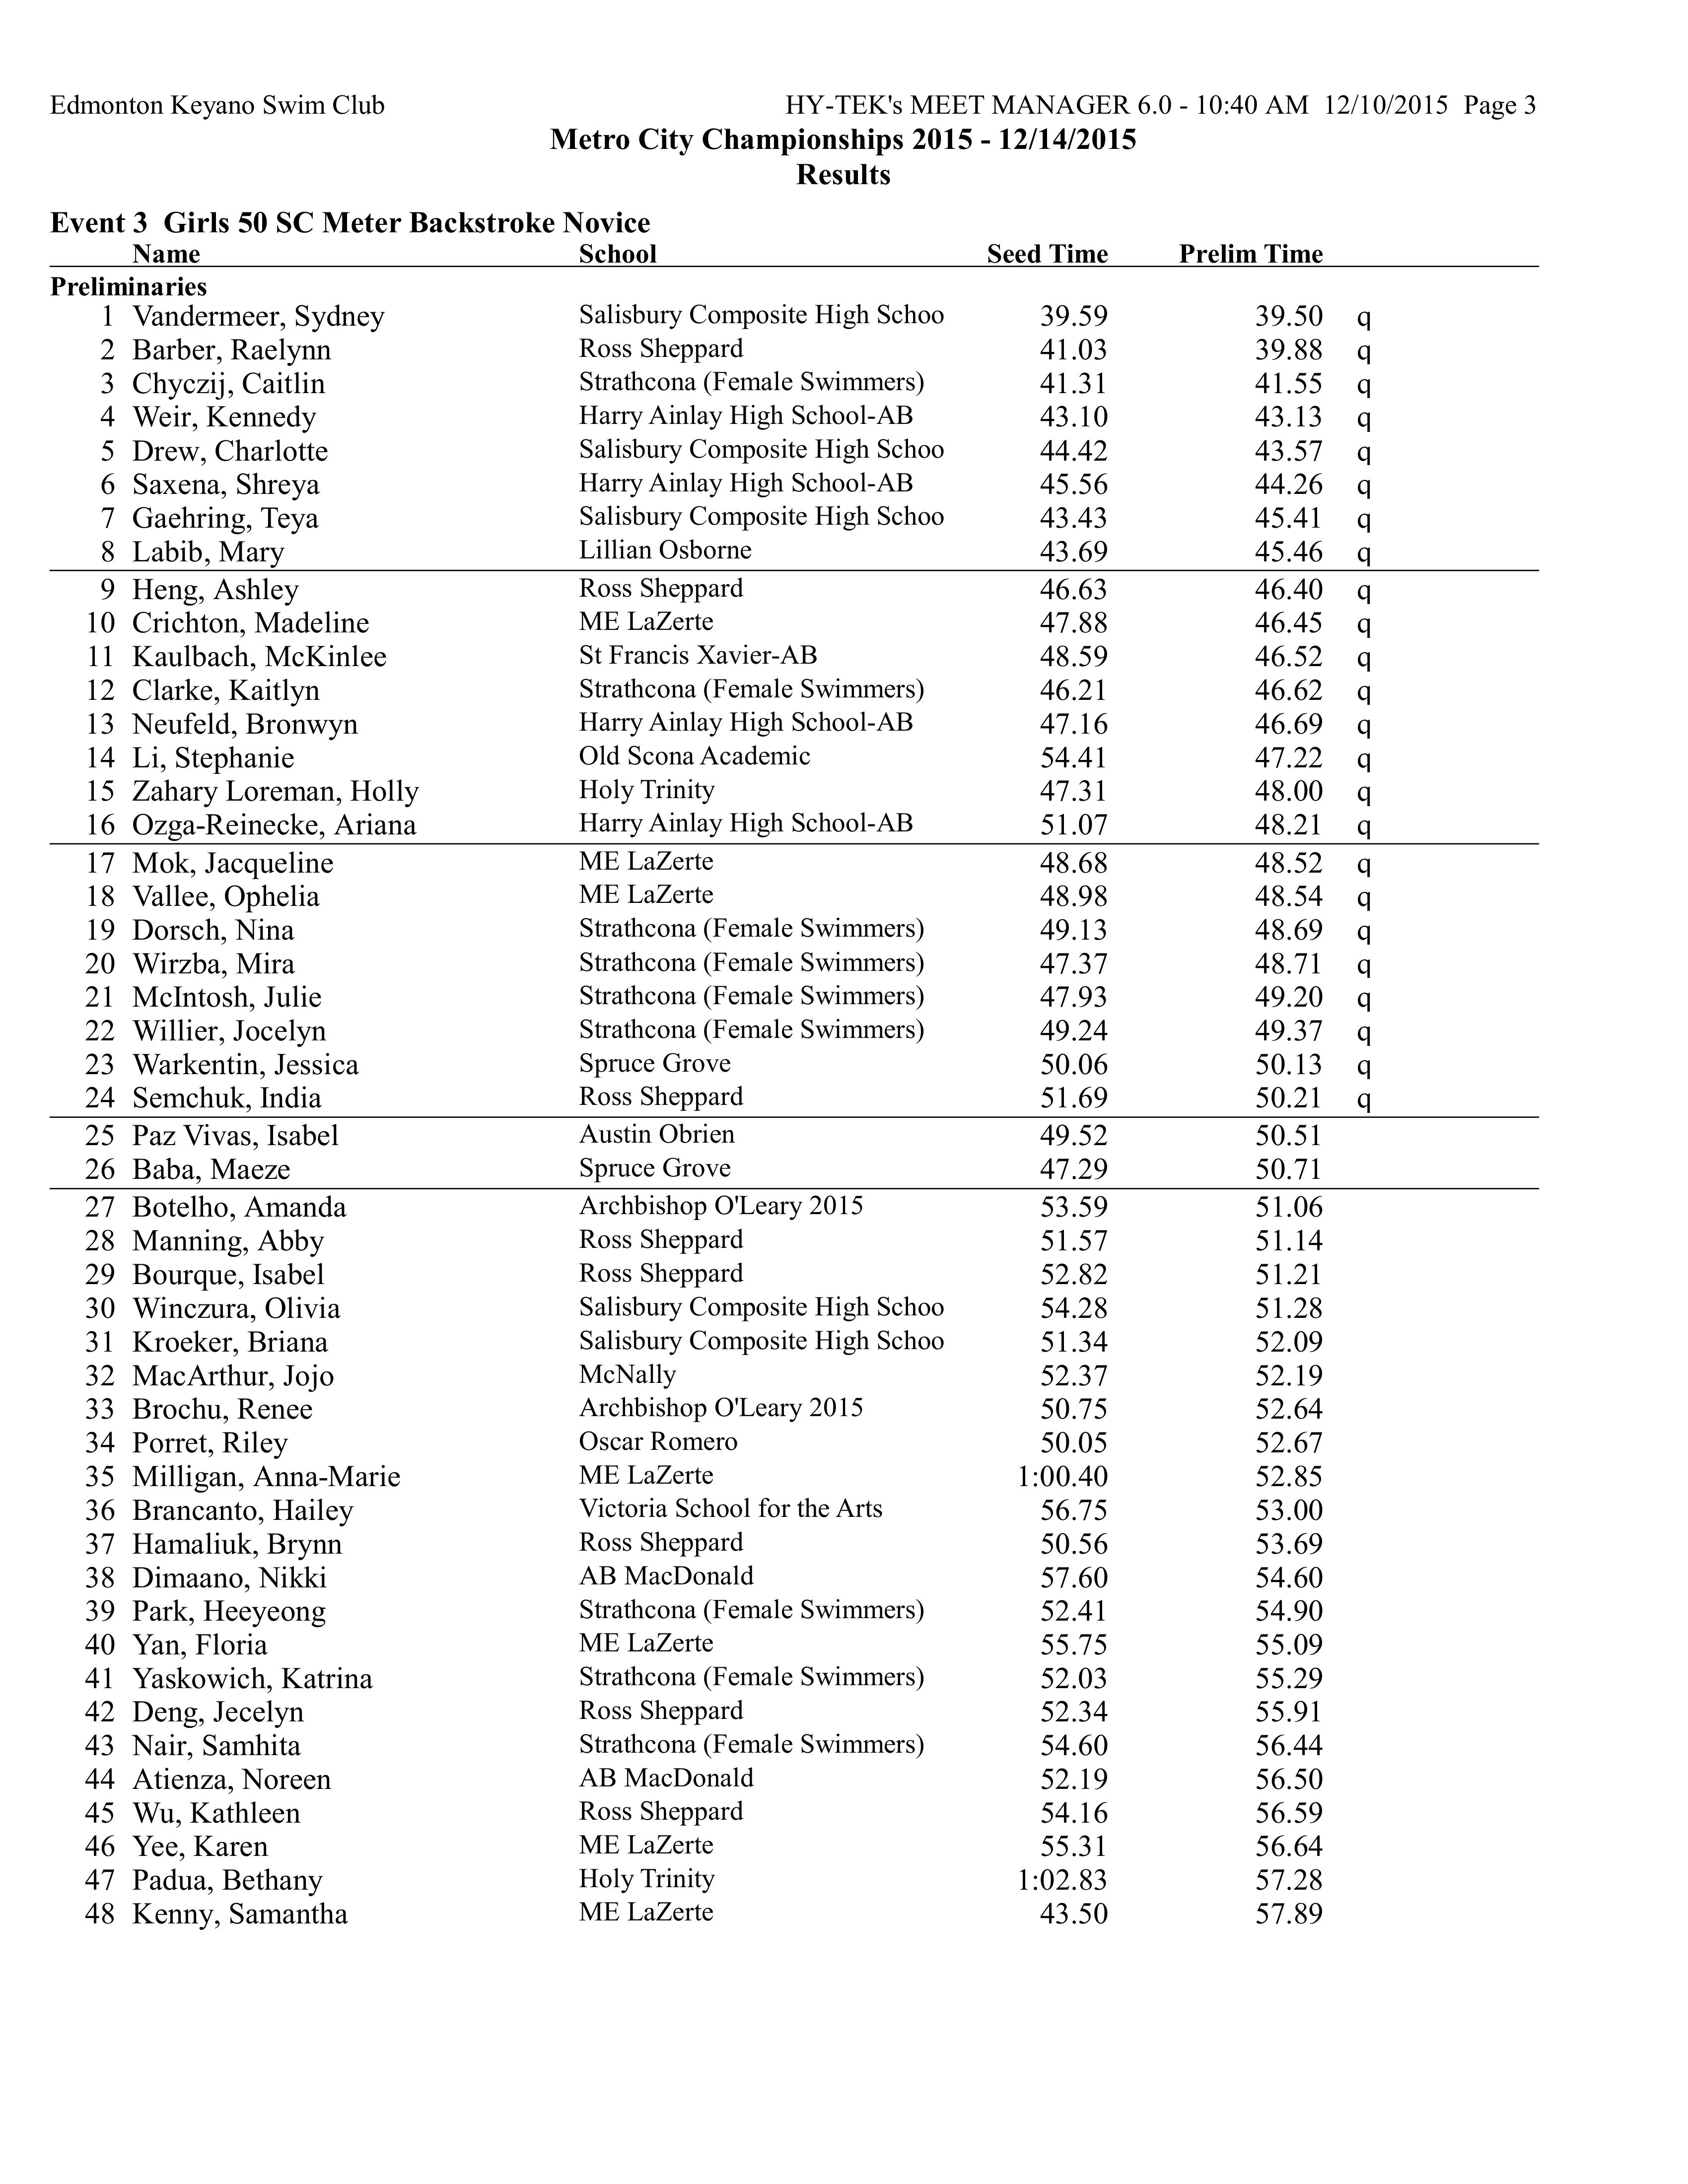 Edmonton Keyano Swim Club HY-TEK's MEET MANAGER 6.0 - 10:40 AM 12/10/2015 Page 3
Metro City Championships 2015 - 12/14/2015
Results
Event 3 Girls 50 SC Meter Backstroke Novice
Name School Seed Time Prelim Time
Preliminaries
1 Vandermeer, Sydney Salisbury Composite High Schoo 39.59 39.50 q
2 Barber, Raelynn Ross Sheppard 41.03 39.88 q
3 Chyczij, Caitlin Strathcona (Female Swimmers) 41.31 41.55 q
4 Weir, Kennedy Harry Ainlay High School-AB 43.10 43.13 q
5 Drew, Charlotte Salisbury Composite High Schoo 44.42 43.57 q
6 Saxena, Shreya Harry Ainlay High School-AB 45.56 44.26 q
7 Gaehring, Teya Salisbury Composite High Schoo 43.43 45.41 q
8 Labib, Mary Lillian Osborne 43.69 45.46 q
9 Heng, Ashley Ross Sheppard 46.63 46.40 q
10 Crichton, Madeline ME LaZerte 47.88 46.45 q
11 Kaulbach, McKinlee St Francis Xavier-AB 48.59 46.52 q
12 Clarke, Kaitlyn Strathcona (Female Swimmers) 46.21 46.62 q
13 Neufeld, Bronwyn Harry Ainlay High School-AB 47.16 46.69 q
14 Li, Stephanie Old Scona Academic 54.41 47.22 q
15 Zahary Loreman, Holly Holy Trinity 47.31 48.00 q
16 Ozga-Reinecke, Ariana Harry Ainlay High School-AB 51.07 48.21 q
17 Mok, Jacqueline ME LaZerte 48.68 48.52 q
18 Vallee, Ophelia ME LaZerte 48.98 48.54 q
19 Dorsch, Nina Strathcona (Female Swimmers) 49.13 48.69 q
20 Wirzba, Mira Strathcona (Female Swimmers) 47.37 48.71 q
21 McIntosh, Julie Strathcona (Female Swimmers) 47.93 49.20 q
22 Willier, Jocelyn Strathcona (Female Swimmers) 49.24 49.37 q
23 Warkentin, Jessica Spruce Grove 50.06 50.13 q
24 Semchuk, India Ross Sheppard 51.69 50.21 q
25 Paz Vivas, Isabel Austin Obrien 49.52 50.51
26 Baba, Maeze Spruce Grove 47.29 50.71
27 Botelho, Amanda Archbishop O'Leary 2015 53.59 51.06
28 Manning, Abby Ross Sheppard 51.57 51.14
29 Bourque, Isabel Ross Sheppard 52.82 51.21
30 Winczura, Olivia Salisbury Composite High Schoo 54.28 51.28
31 Kroeker, Briana Salisbury Composite High Schoo 51.34 52.09
32 MacArthur, Jojo McNally 52.37 52.19
33 Brochu, Renee Archbishop O'Leary 2015 50.75 52.64
34 Porret, Riley Oscar Romero 50.05 52.67
35 Milligan, Anna-Marie ME LaZerte 1:00.40 52.85
36 Brancanto, Hailey Victoria School for the Arts 56.75 53.00
37 Hamaliuk, Brynn Ross Sheppard 50.56 53.69
38 Dimaano, Nikki AB MacDonald 57.60 54.60
39 Park, Heeyeong Strathcona (Female Swimmers) 52.41 54.90
40 Yan, Floria ME LaZerte 55.75 55.09
41 Yaskowich, Katrina Strathcona (Female Swimmers) 52.03 55.29
42 Deng, Jecelyn Ross Sheppard 52.34 55.91
43 Nair, Samhita Strathcona (Female Swimmers) 54.60 56.44
44 Atienza, Noreen AB MacDonald 52.19 56.50
45 Wu, Kathleen Ross Sheppard 54.16 56.59
46 Yee, Karen ME LaZerte 55.31 56.64
47 Padua, Bethany Holy Trinity 1:02.83 57.28
48 Kenny, Samantha ME LaZerte 43.50 57.89